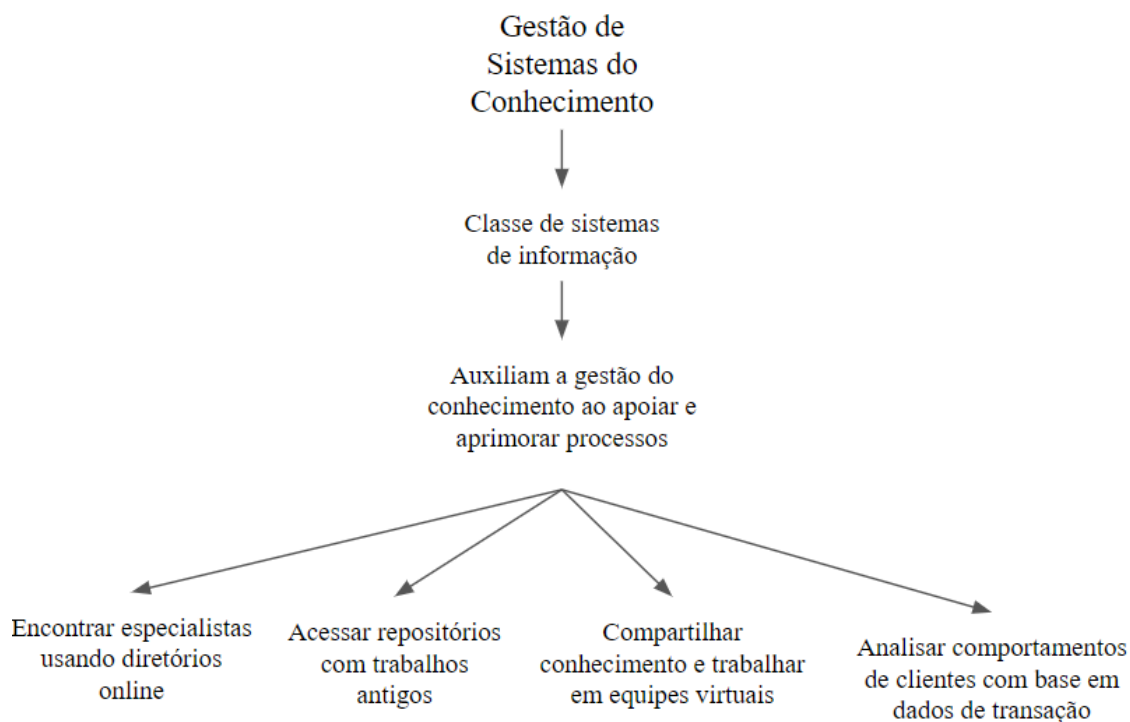 Gestão de
Sistemas do
Conhecimento
Classe de sistemas
de informação
Auxiliam a gestão do
conhecimento ao apoiar e
aprimorar processos
Encontrar especialistas
usando diretórios
online
Acessar repositórios
com trabalhos
antigos
Compartilhar
conhecimento e trabalhar
em equipes virtuais
Analisar comportamentos
de clientes com base em
dados de transação